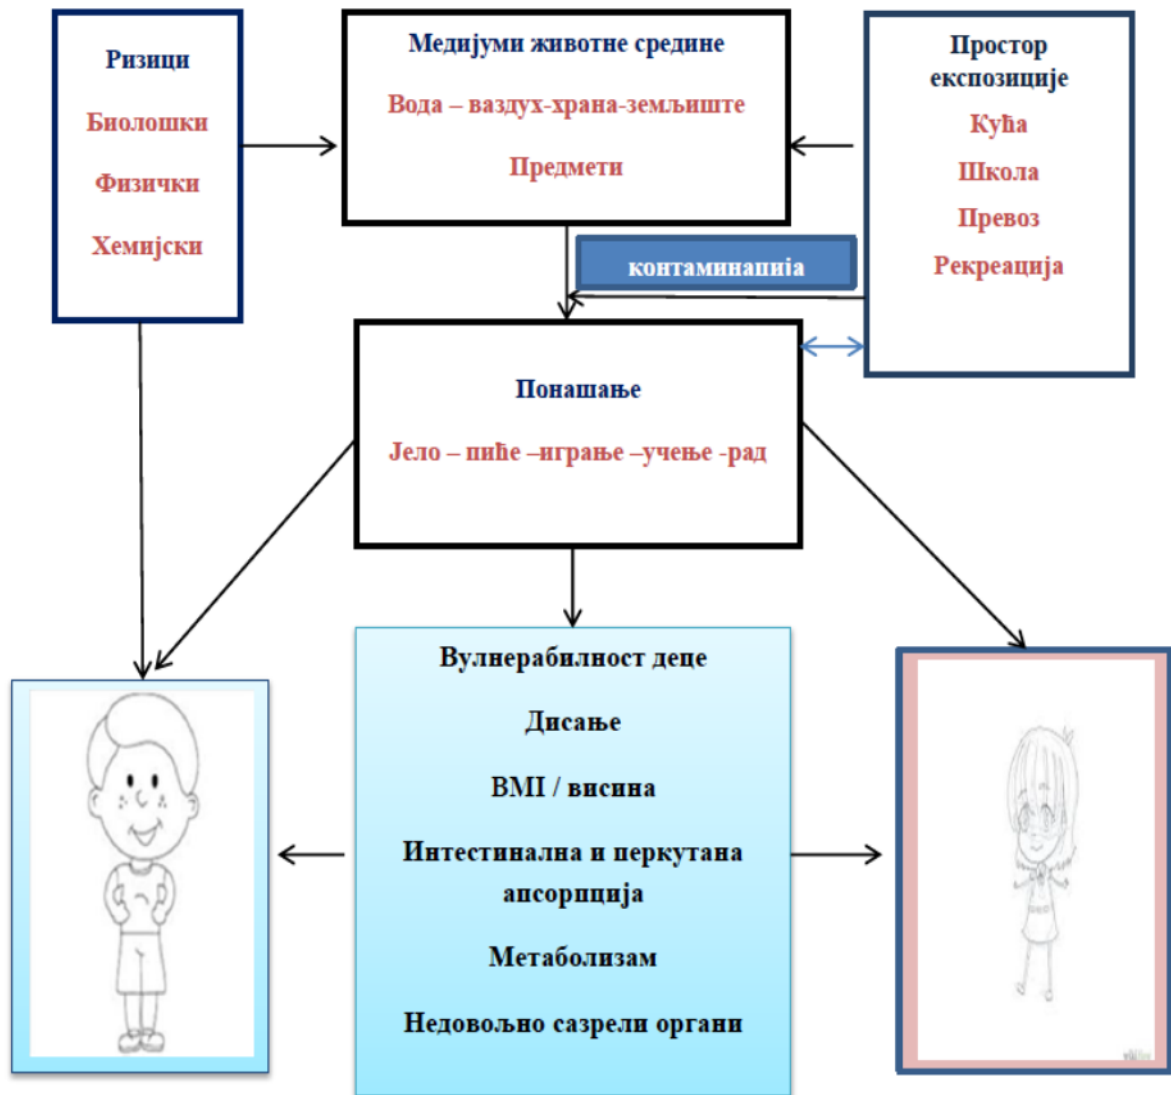 Ризици
Биолошки
Физички
Хемијски
Медијуми животне средине
Вода – ваздух-храна-земљиште
Предмети
Простор
експозиције
Кућа
Школа
Превоз
Рекреација
контаминација
Понашање
Јело – пиће –играње –учење -рад
Вулнерабилност деце
Дисање
BMI / висина
Интестинална и перкутана
апсорпција
Метаболизам
Недовољно сазрели органи